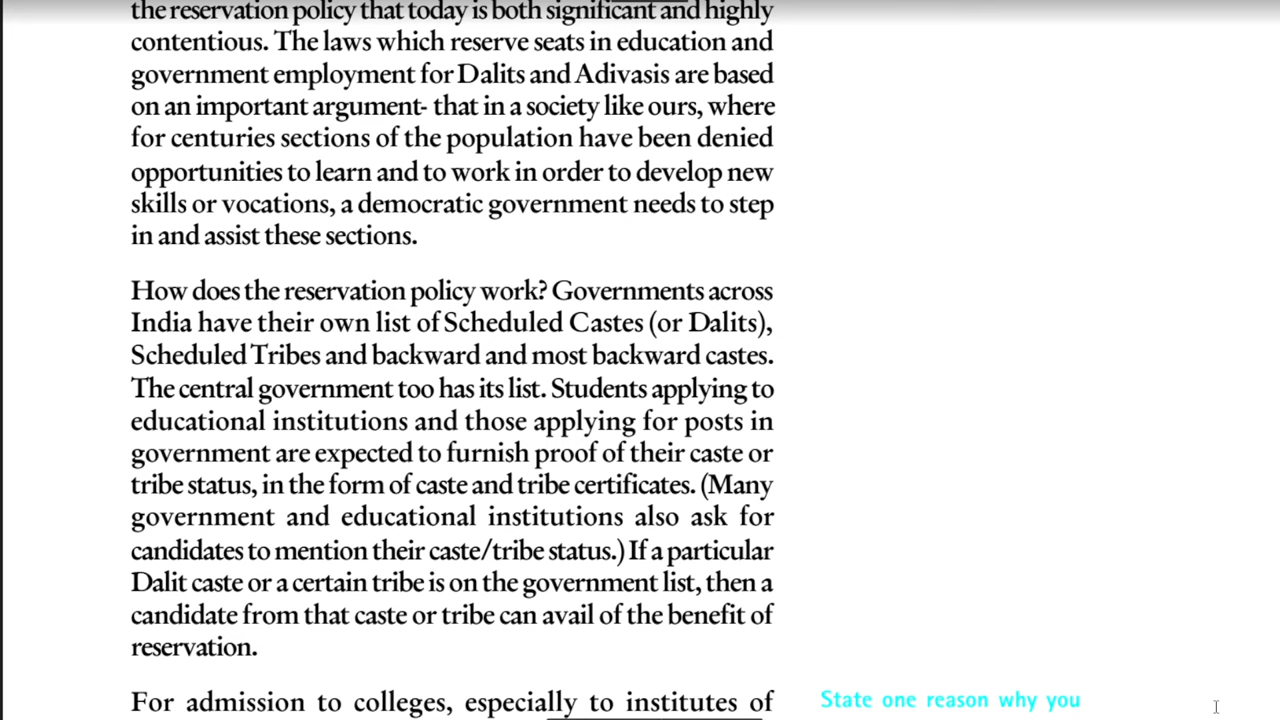 the reservation policy that today is both significant and highly
contentious. The laws which reserve seats in education and
government employment for Dalits and Adivasis are based
on an important argument- that in a society like ours, where
for centuries sections of the population have been denied
opportunities to learn and to work in order to develop new
skills or vocations, a democratic government needs to step
in and assist these sections.
How does the reservation policy work? Governments across
India have their own list of Scheduled Castes (or Dalits),
Scheduled Tribes and backward and most backward castes.
The central government too has its list. Students applying to
educational institutions and those applying for posts in
government are expected to furnish proof of their caste or
tribe status, in the form of caste and tribe certificates. (Many
government and educational institutions also ask for
candidates to mention their caste/tribe status.) If a particular
Dalit caste or a certain tribe is on the government list, then a
candidate from that caste or tribe can avail of the benefit of
reservation.
For admission to colleges, especially to institutes of
State one reason why you